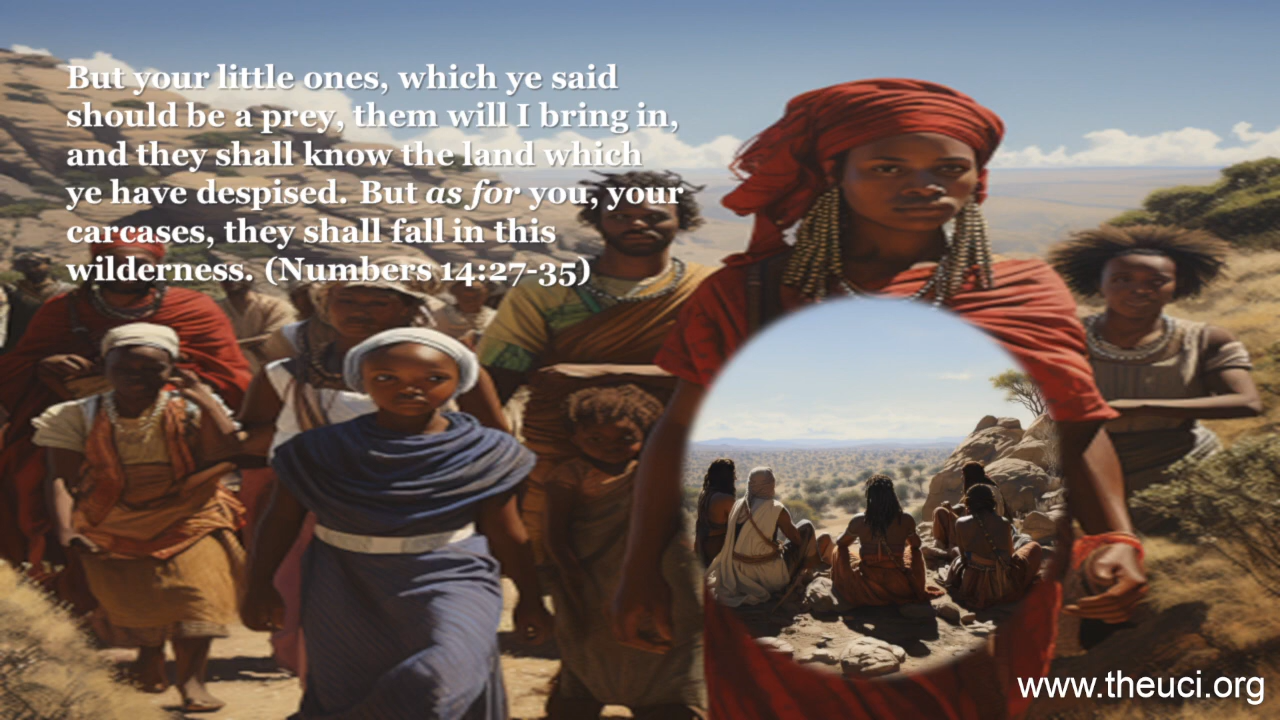 But your little ones, which ye said
should be a prey, them will I bring in,
and they shall know the land which
ye have despised. But as for you, your
carcases, they shall fall in this
wilderness. (Numbers 14:27-35)
www.theuci.org